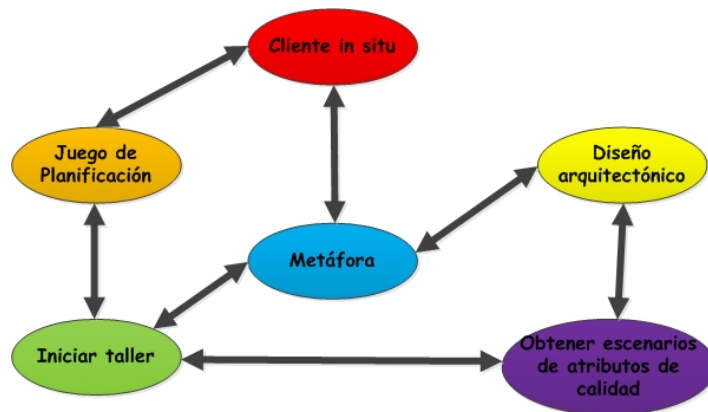 Cliente in situ
Juego de
Planificación
Diseño
arquitectónico
Metáfora
Iniciar taller
Obtener escenarios
de atributos de
calidad